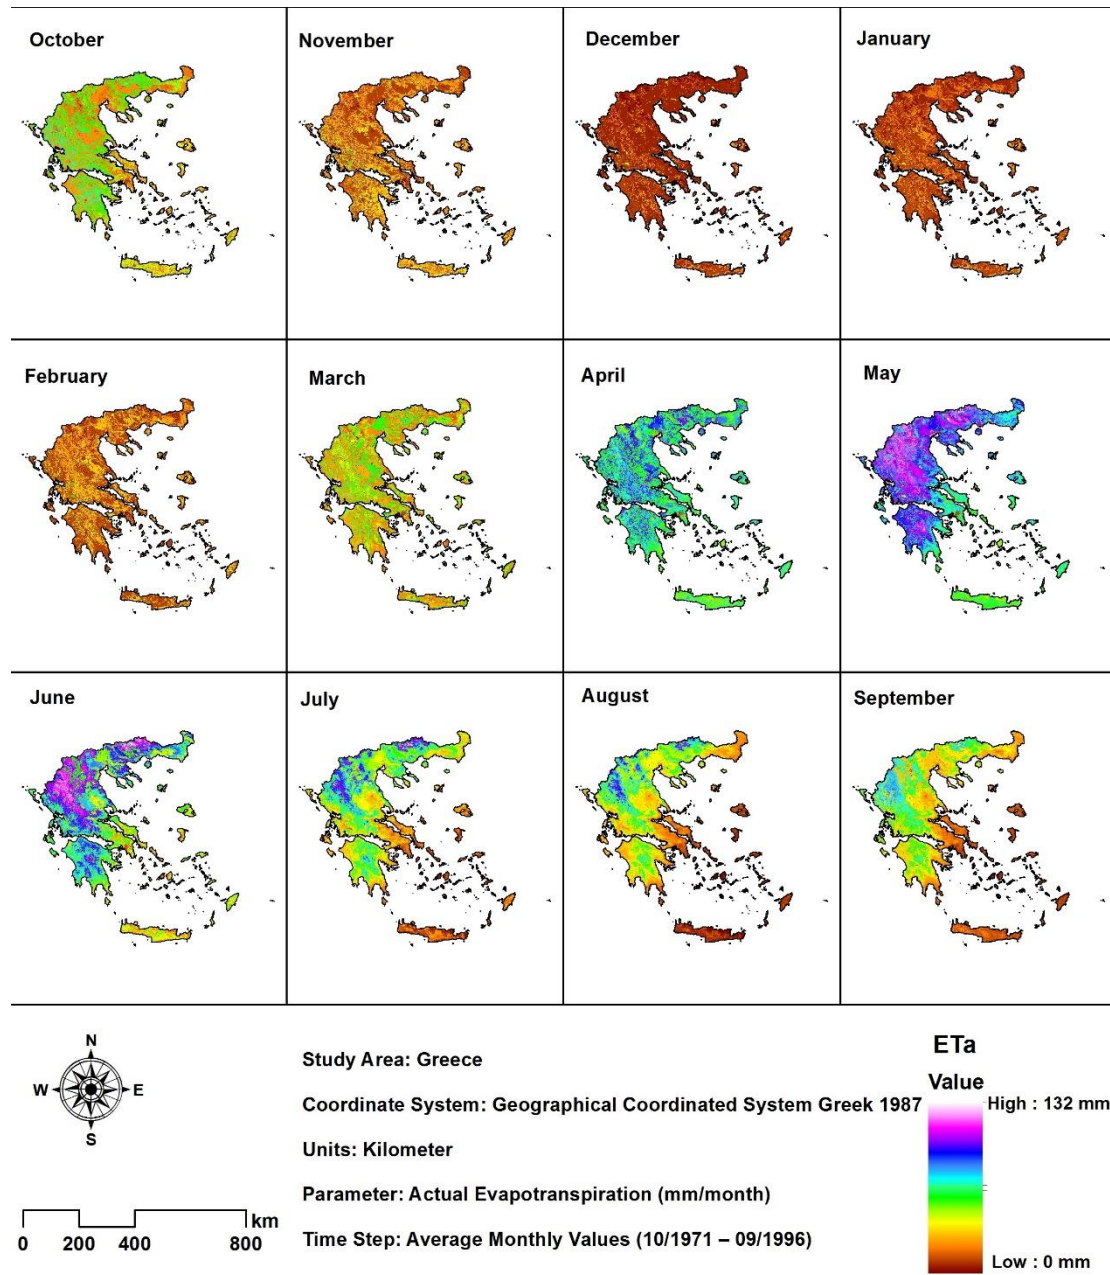 October
November
December
January
February
March
April
May
June
July
August
September
N
W
E
S
km
0
200
400
800
Study Area: Greece
Coordinate System: Geographical Coordinated System Greek 1987
Units: Kilometer
Parameter: Actual Evapotranspiration (mm/month)
Time Step: Average Monthly Values (10/1971 – 09/1996)
ETa
Value
High : 132 mm
Low : 0 mm